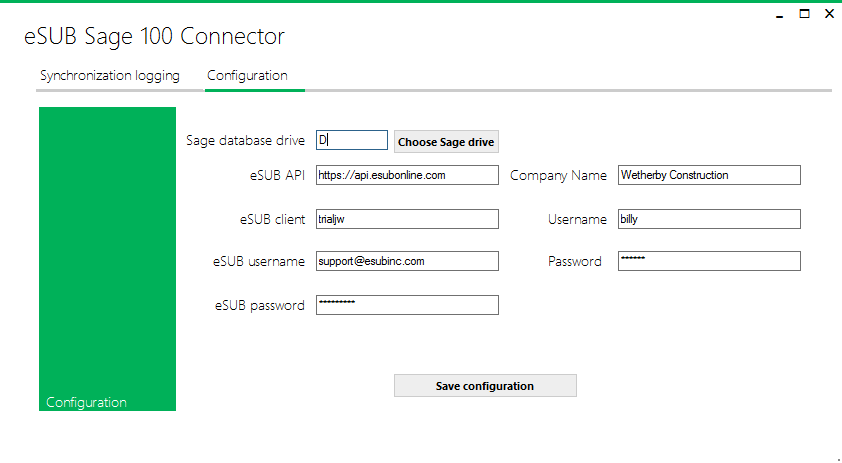 eSUB Sage 100 Connector
Synchronization logging Configuration
Sage database drive D Choose Sage drive
eSUB API https://api.esubonline.com Company Name Wetherby Construction
eSUB client trialjw Username billy
eSUB username support@esubinc.com Password ******
eSUB password *********
Save configuration
Configuration